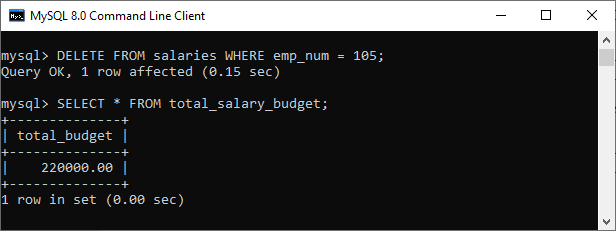 MySQL 8.0 Command Line Client
mysql> DELETE FROM salaries WHERE emp_num = 105;
Query OK, 1 row affected (0.15 sec)
mysql> SELECT * FROM total_salary_budget;
+--------------+
| total_budget |
+--------------+
|    220000.00 |
+--------------+
1 row in set (0.00 sec)